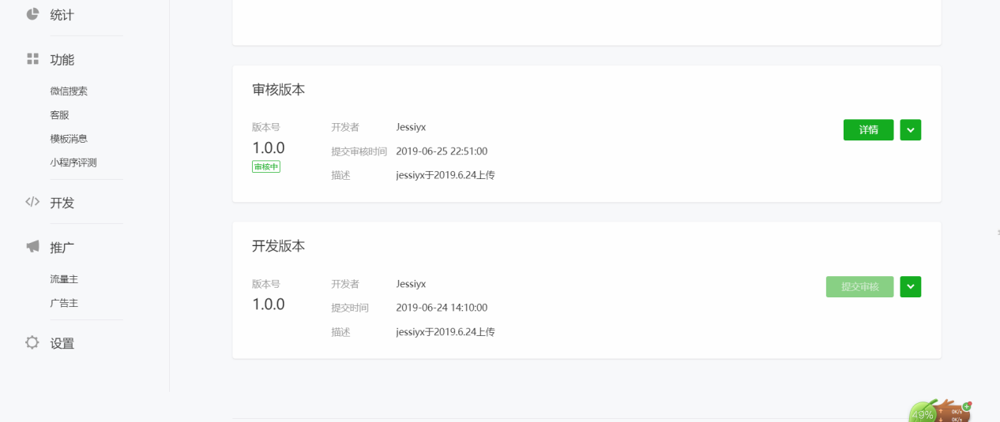 统计
功能
微信搜索
客服
模板消息
小程序评测
开发
推广
流量主
广告主
设置
审核版本
版本号
1.0.0
审核中
开发者 Jessiyx
提交审核时间 2019-06-25 22:51:00
描述 jessiyx于2019.6.24上传
详情
开发版本
版本号
1.0.0
开发者 Jessiyx
提交时间 2019-06-24 14:10:00
描述 jessiyx于2019.6.24上传
提交审核
49%
0K/s
0K/s